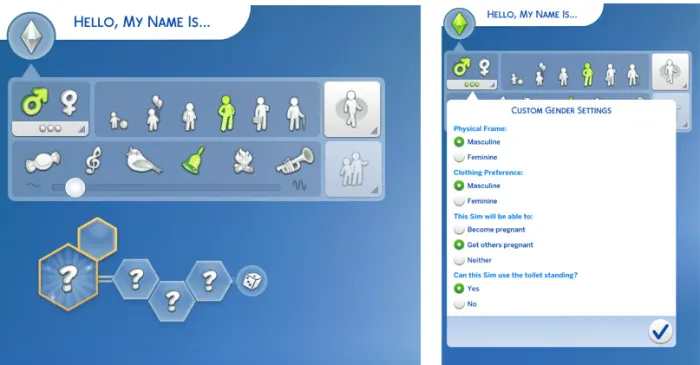 Hello, My Name Is...
Hello, My Name Is...
Custom Gender Settings
Physical Frame:
Masculine
Feminine
Clothing Preference:
Masculine
Feminine
This Sim will be able to:
Become pregnant
Get others pregnant
Neither
Can this Sim use the toilet standing?
Yes
No